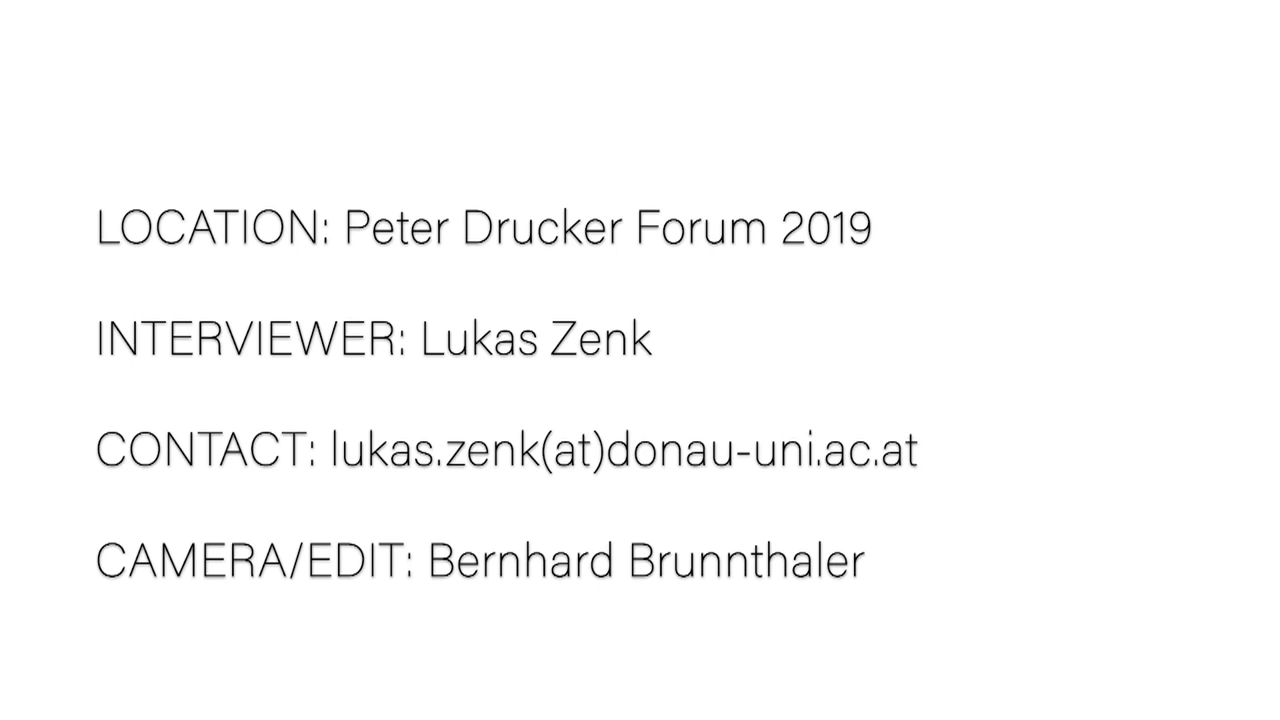 LOCATION: Peter Drucker Forum 2019
INTERVIEWER: Lukas Zenk
CONTACT: lukas.zenk(at)donau-uni.ac.at
CAMERA/EDIT: Bernhard Brunnthaler